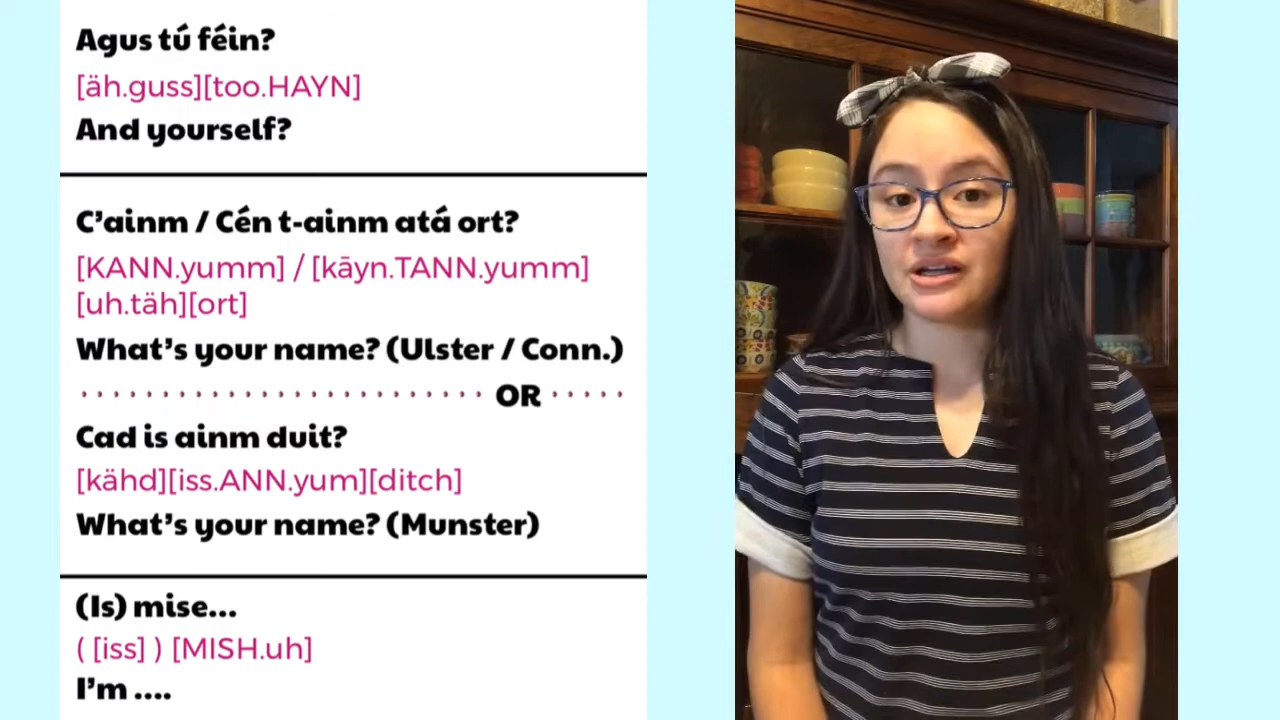 Agus tú féin?
[äh.guss][too.HAYN]
And yourself?
C’ainm / Cén t-ainm atá ort?
[KANN.yumm] / [kāyn.TANN.yumm]
[uh.täh][ort]
What’s your name? (Ulster / Conn.)
OR
Cad is ainm duit?
[kähd][iss.ANN.yum][ditch]
What’s your name? (Munster)
(Is) mise...
( [iss] ) [MISH.uh]
I’m ....